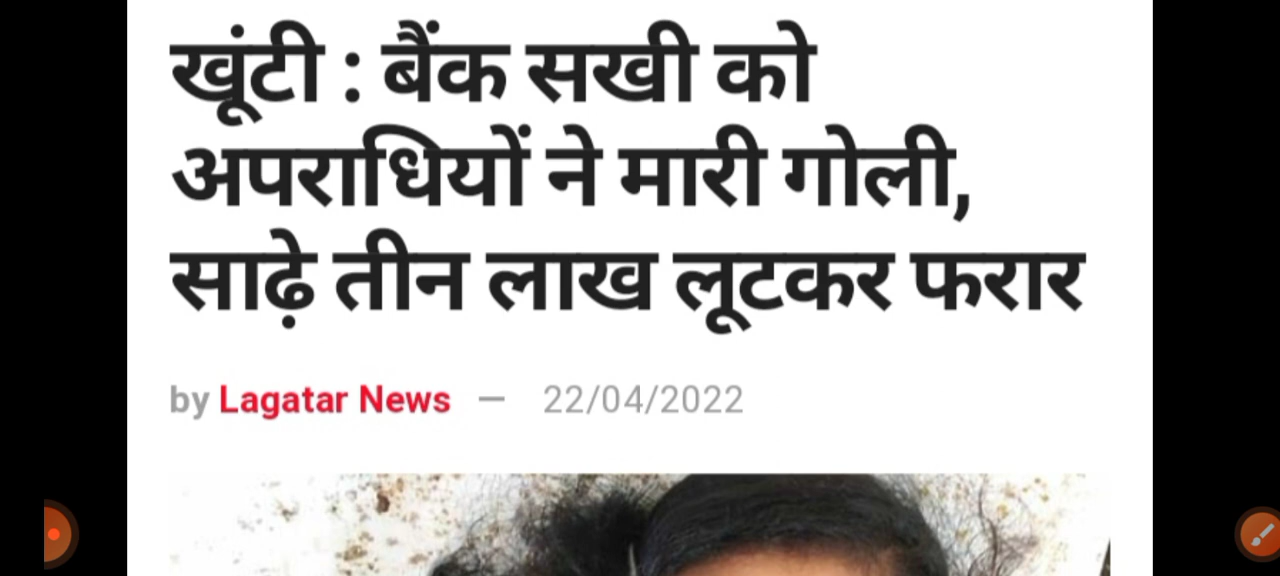 खूंटी : बैंक सखी को
अपराधियों ने मारी गोली,
साढ़े तीन लाख लूटकर फरार
by Lagatar News — 22/04/2022